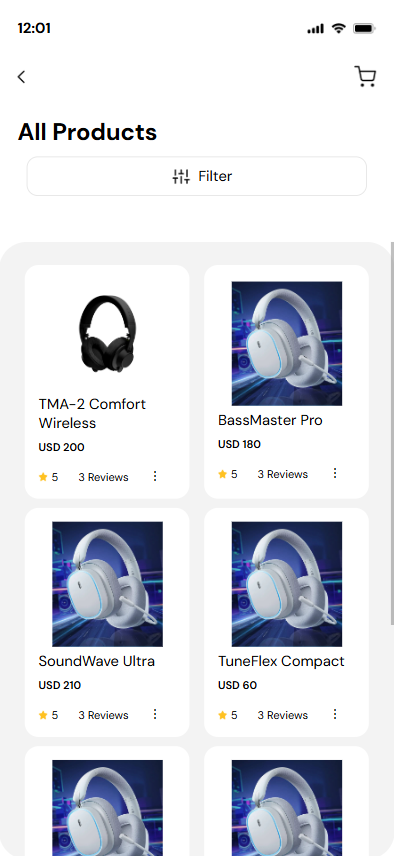 12:01
All Products
Filter
TMA-2 Comfort
Wireless
USD 200
5 3 Reviews
BassMaster Pro
USD 180
5 3 Reviews
SoundWave Ultra
USD 210
5 3 Reviews
TuneFlex Compact
USD 60
5 3 Reviews